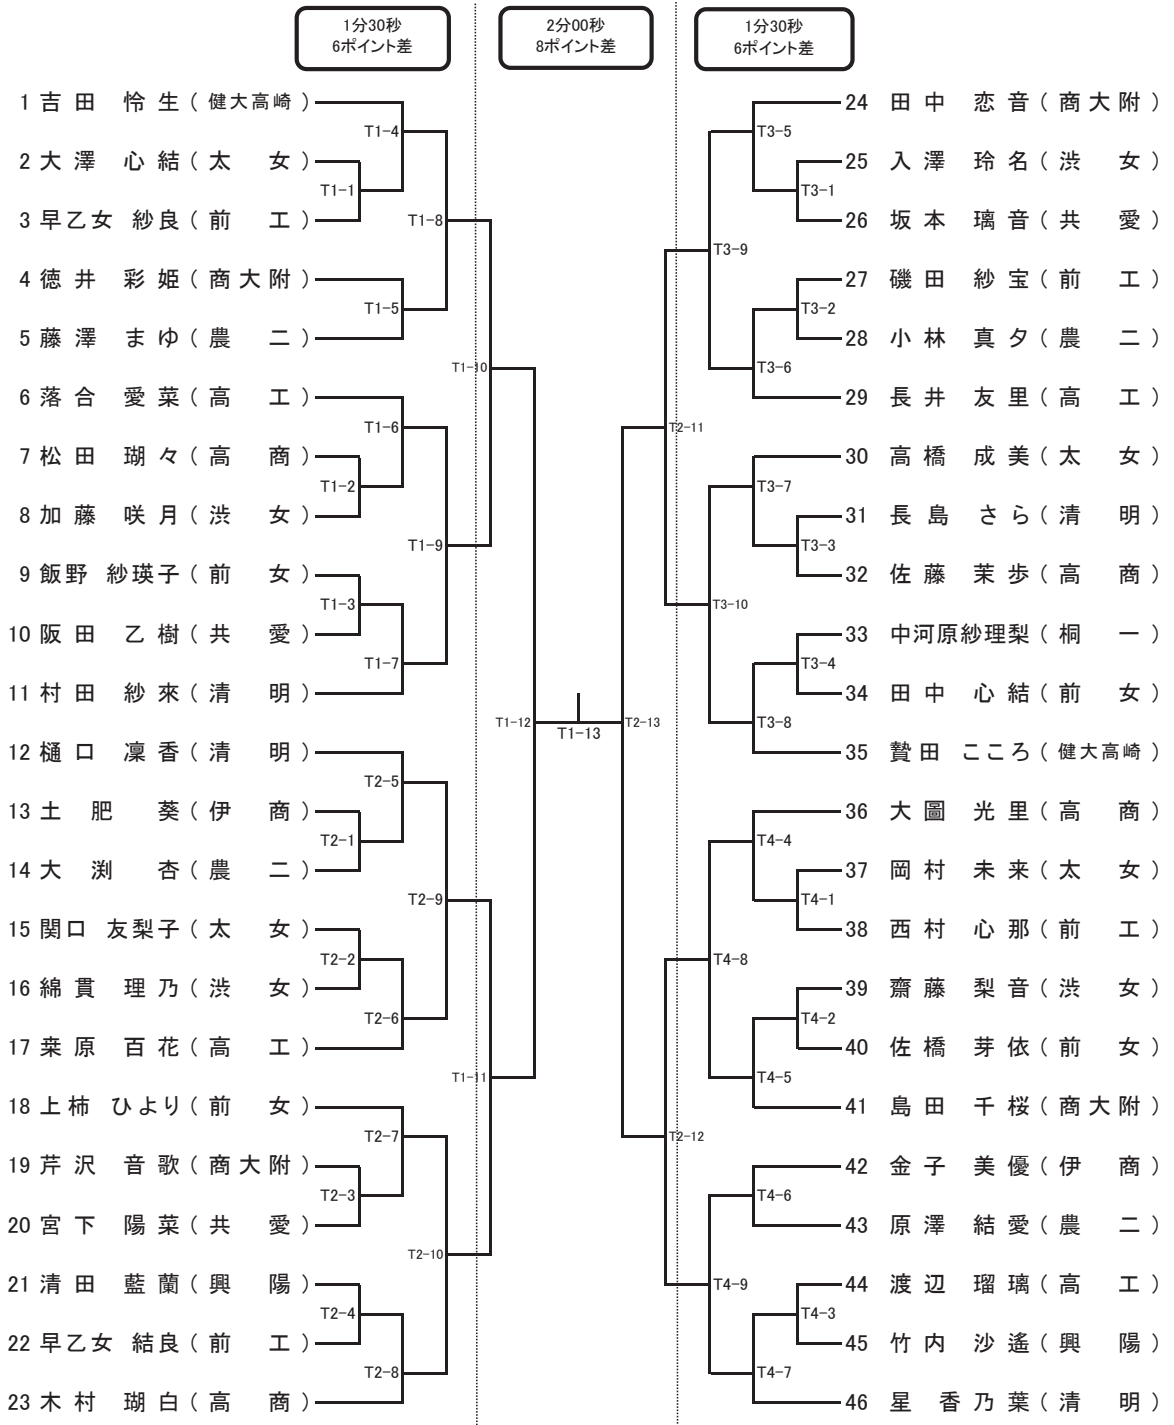 1分30秒
6ポイント差
2分00秒
8ポイント差
1分30秒
6ポイント差
1 吉田 怜生（健大高崎）
2 大澤 心結（太女）
3 早乙女 紗良（前工）
4 徳井 彩姫（商大附）
5 藤澤 まゆ（農二）
6 落合 愛菜（高工）
7 松田 瑚々（高商）
8 加藤 咲月（渋女）
9 飯野 紗瑛子（前女）
10 阪田 乙樹（共愛）
11 村田 紗來（清明）
12 樋口 凜香（清明）
13 土肥 葵（伊商）
14 大渕 杏（農二）
15 関口 友梨子（太女）
16 綿貫 理乃（渋女）
17 桒原 百花（高工）
18 上柿 ひより（前女）
19 芹沢 音歌（商大附）
20 宮下 陽菜（共愛）
21 清田 藍蘭（興陽）
22 早乙女 結良（前工）
23 木村 瑚白（高商）
T1-4
T1-1
T1-8
T1-5
T1-10
T1-6
T1-2
T1-9
T1-3
T1-7
T1-12
T2-5
T2-1
T2-9
T2-2
T2-6
T1-11
T2-7
T2-3
T2-10
T2-4
T2-8
T1-13
T2-13
T3-5
T3-1
T3-9
T3-2
T3-6
T2-11
T3-7
T3-3
T3-10
T3-4
T3-8
T4-4
T4-1
T4-8
T4-2
T4-5
T2-12
T4-6
T4-9
T4-3
T4-7
24 田中 恋音（商大附）
25 入澤 玲名（渋女）
26 坂本 璃音（共愛）
27 磯田 紗宝（前工）
28 小林 真夕（農二）
29 長井 友里（高工）
30 高橋 成美（太女）
31 長島 さら（清明）
32 佐藤 茉歩（高商）
33 中河原紗理梨（桐一）
34 田中 心結（前女）
35 贄田 こころ（健大高崎）
36 大圖 光里（高商）
37 岡村 未来（太女）
38 西村 心那（前工）
39 齋藤 梨音（渋女）
40 佐橋 芽依（前女）
41 島田 千桜（商大附）
42 金子 美優（伊商）
43 原澤 結愛（農二）
44 渡辺 瑠璃（高工）
45 竹内 沙遙（興陽）
46 星 香乃葉（清明）